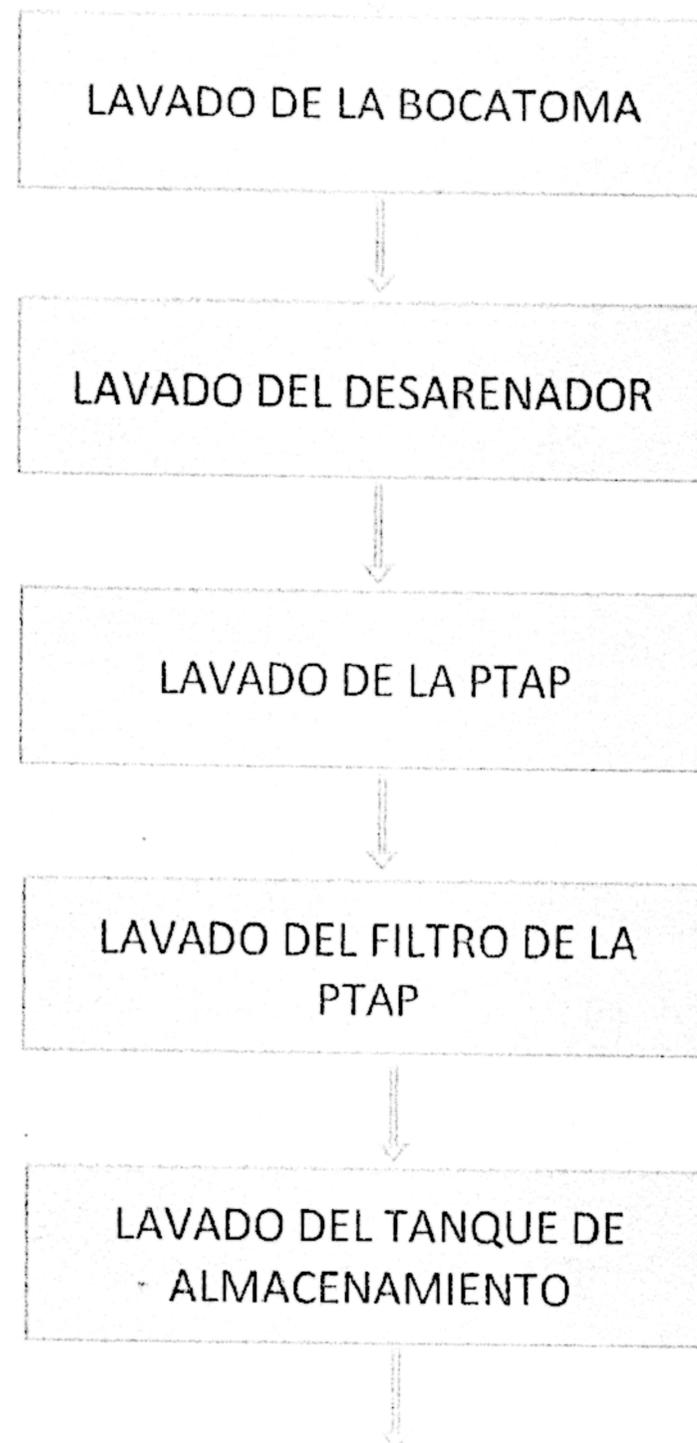 LAVADO DE LA BOCATOMA
LAVADO DEL DESARENADOR
LAVADO DE LA PTAP
LAVADO DEL FILTRO DE LA
PTAP
LAVADO DEL TANQUE DE
ALMACENAMIENTO